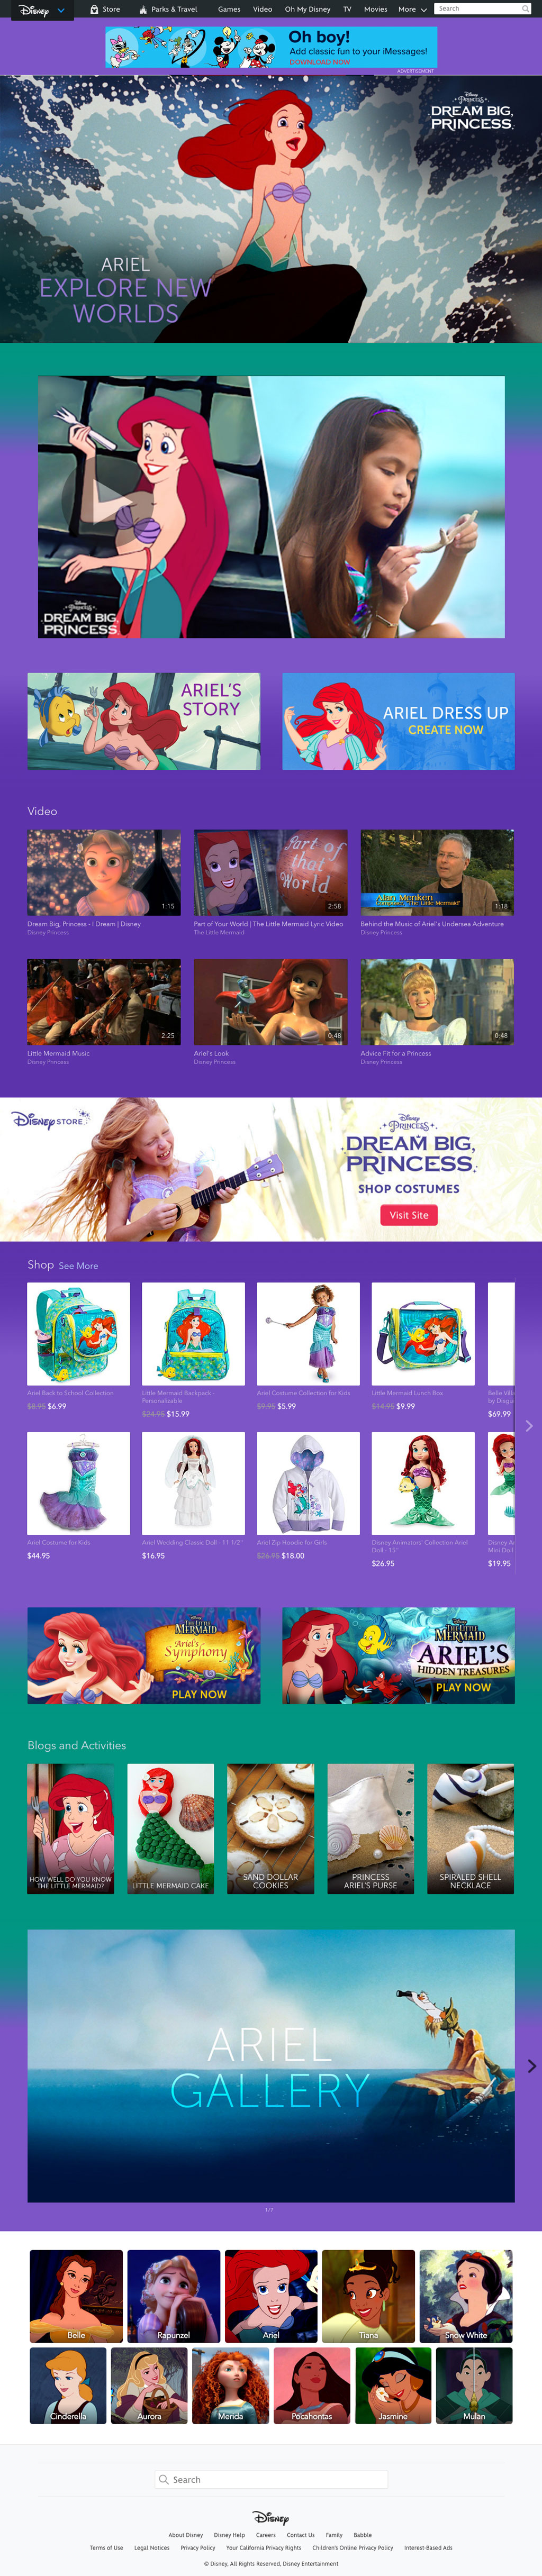 Disney
Store
Parks & Travel
Games
Video
Oh My Disney
TV
Movies
More
Search
Oh boy!
Add classic fun to your iMessages!
DOWNLOAD NOW
ADVERTISEMENT
Disney
PRINCESS
DREAM BIG,
PRINCESS
ARIEL
EXPLORE NEW
WORLDS
Disney
PRINCESS
DREAM BIG,
PRINCESS
ARIEL'S
STORY
ARIEL DRESS UP
CREATE NOW
Video
1:15
Part of
that
World
2:58
Alan Menken
Composer, "The Little Mermaid"
1:18
Dream Big, Princess - I Dream | Disney
Disney Princess
Part of Your World | The Little Mermaid Lyric Video
The Little Mermaid
Behind the Music of Ariel's Undersea Adventure
Disney Princess
2:25
0:48
0:48
Little Mermaid Music
Disney Princess
Ariel's Look
Disney Princess
Advice Fit for a Princess
Disney Princess
Disney STORE
Disney
PRINCESS
DREAM BIG,
PRINCESS
SHOP COSTUMES
Visit Site
Shop See More
Ariel Back to School Collection
$8.95 $6.99
Little Mermaid Backpack -
Personalizable
$24.95 $15.99
Ariel Costume Collection for Kids
$9.95 $5.99
Little Mermaid Lunch Box
$14.95 $9.99
$69.99
Ariel Costume for Kids
$44.95
Ariel Wedding Classic Doll - 11 1/2''
$16.95
Ariel Zip Hoodie for Girls
$26.95 $18.00
Disney Animators' Collection Ariel
Doll - 15''
$26.95
Mini Doll
$19.95
Disney
THE LITTLE
MERMAID
Ariel's
Symphony
PLAY NOW
Disney
THE LITTLE
MERMAID
ARIEL'S
HIDDEN TREASURES
PLAY NOW
Blogs and Activities
HOW WELL DO YOU KNOW
THE LITTLE MERMAID?
LITTLE MERMAID CAKE
SAND DOLLAR
COOKIES
PRINCESS
ARIEL'S PURSE
SPIRALED SHELL
NECKLACE
ARIEL
GALLERY
1/7
Belle
Rapunzel
Ariel
Tiana
Snow White
Cinderella
Aurora
Merida
Pocahontas
Jasmine
Mulan
Search
Disney
About Disney
Disney Help
Careers
Contact Us
Family
Babble
Terms of Use
Legal Notices
Privacy Policy
Your California Privacy Rights
Children's Online Privacy Policy
Interest-Based Ads
© Disney, All Rights Reserved, Disney Entertainment